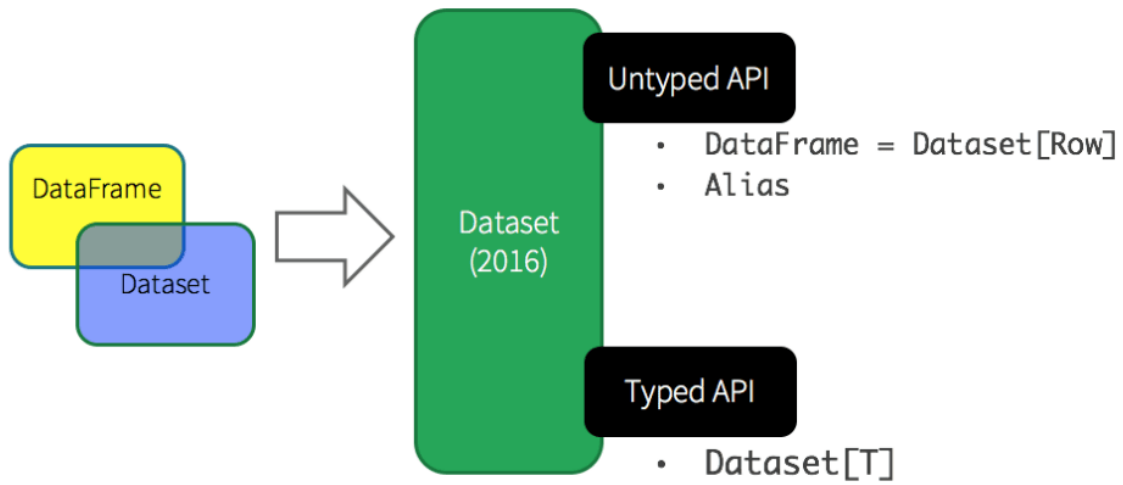 DataFrame
Dataset
Dataset
(2016)
Untyped API
• DataFrame = Dataset[Row]
• Alias
Typed API
• Dataset[T]